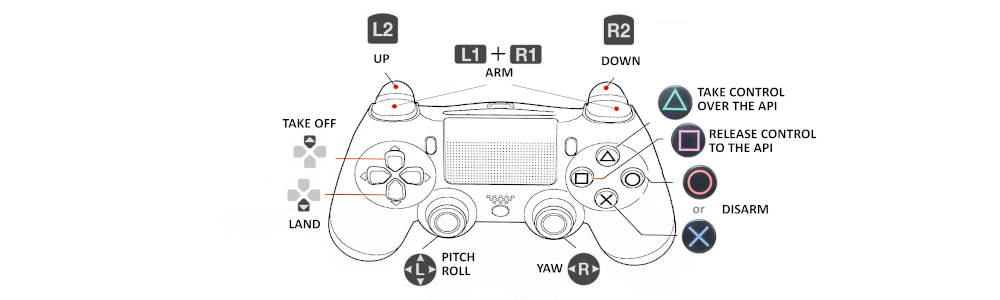 L2
UP
L1 + R1
ARM
R2
DOWN
TAKE CONTROL
OVER THE API
RELEASE CONTROL
TO THE API
TAKE OFF
LAND
or DISARM
L
PITCH
ROLL
YAW R